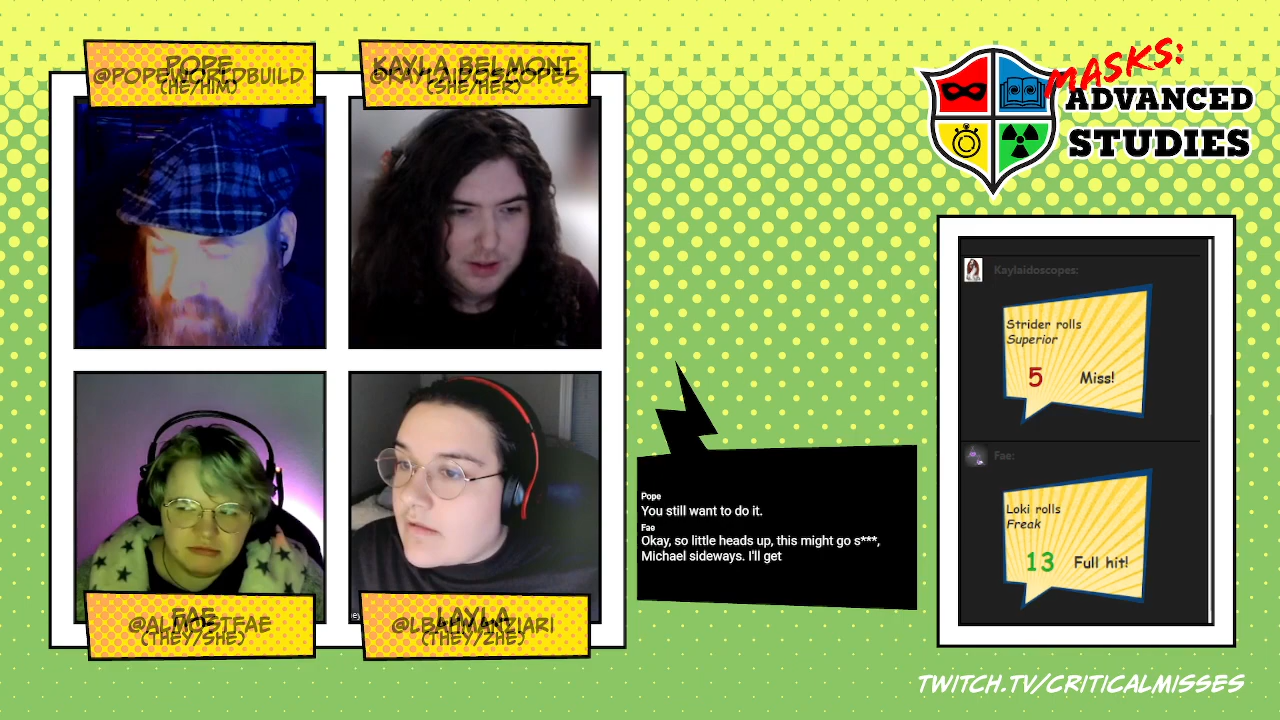 POPE
@POPEWORLDBUILD
(HE/HIM)
KAYLA BELMONT
@KAYLAIDOSCOPES
(SHE/HER)
MASKS:
ADVANCED
STUDIES
Kaylaidoscopes:
Strider rolls
Superior
5 Miss!
Fae:
Loki rolls
Freak
13 Full hit!
Pope
You still want to do it.
Fae
Okay, so little heads up, this might go s***,
Michael sideways. I'll get
FAE
@ALMOSTFAE
(THEY/SHE)
LAYLA
(THEY/ZHE)
TWITCH.TV/CRITICALMISSES